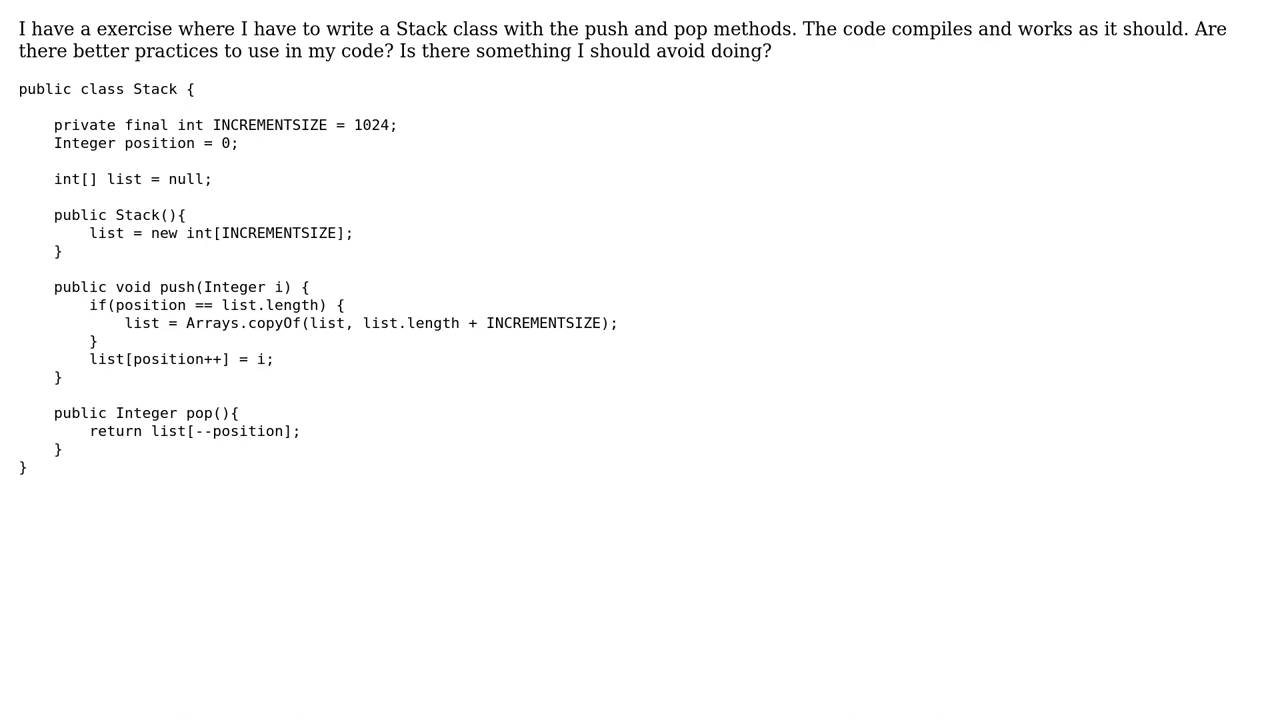 I have a exercise where I have to write a Stack class with the push and pop methods. The code compiles and works as it should. Are
there better practices to use in my code? Is there something I should avoid doing?
public class Stack {
    private final int INCREMENTSIZE = 1024;
    Integer position = 0;
    int[] list = null;
    public Stack(){
        list = new int[INCREMENTSIZE];
    }
    public void push(Integer i) {
        if(position == list.length) {
            list = Arrays.copyOf(list, list.length + INCREMENTSIZE);
        }
        list[position++] = i;
    }
    public Integer pop(){
        return list[--position];
    }
}